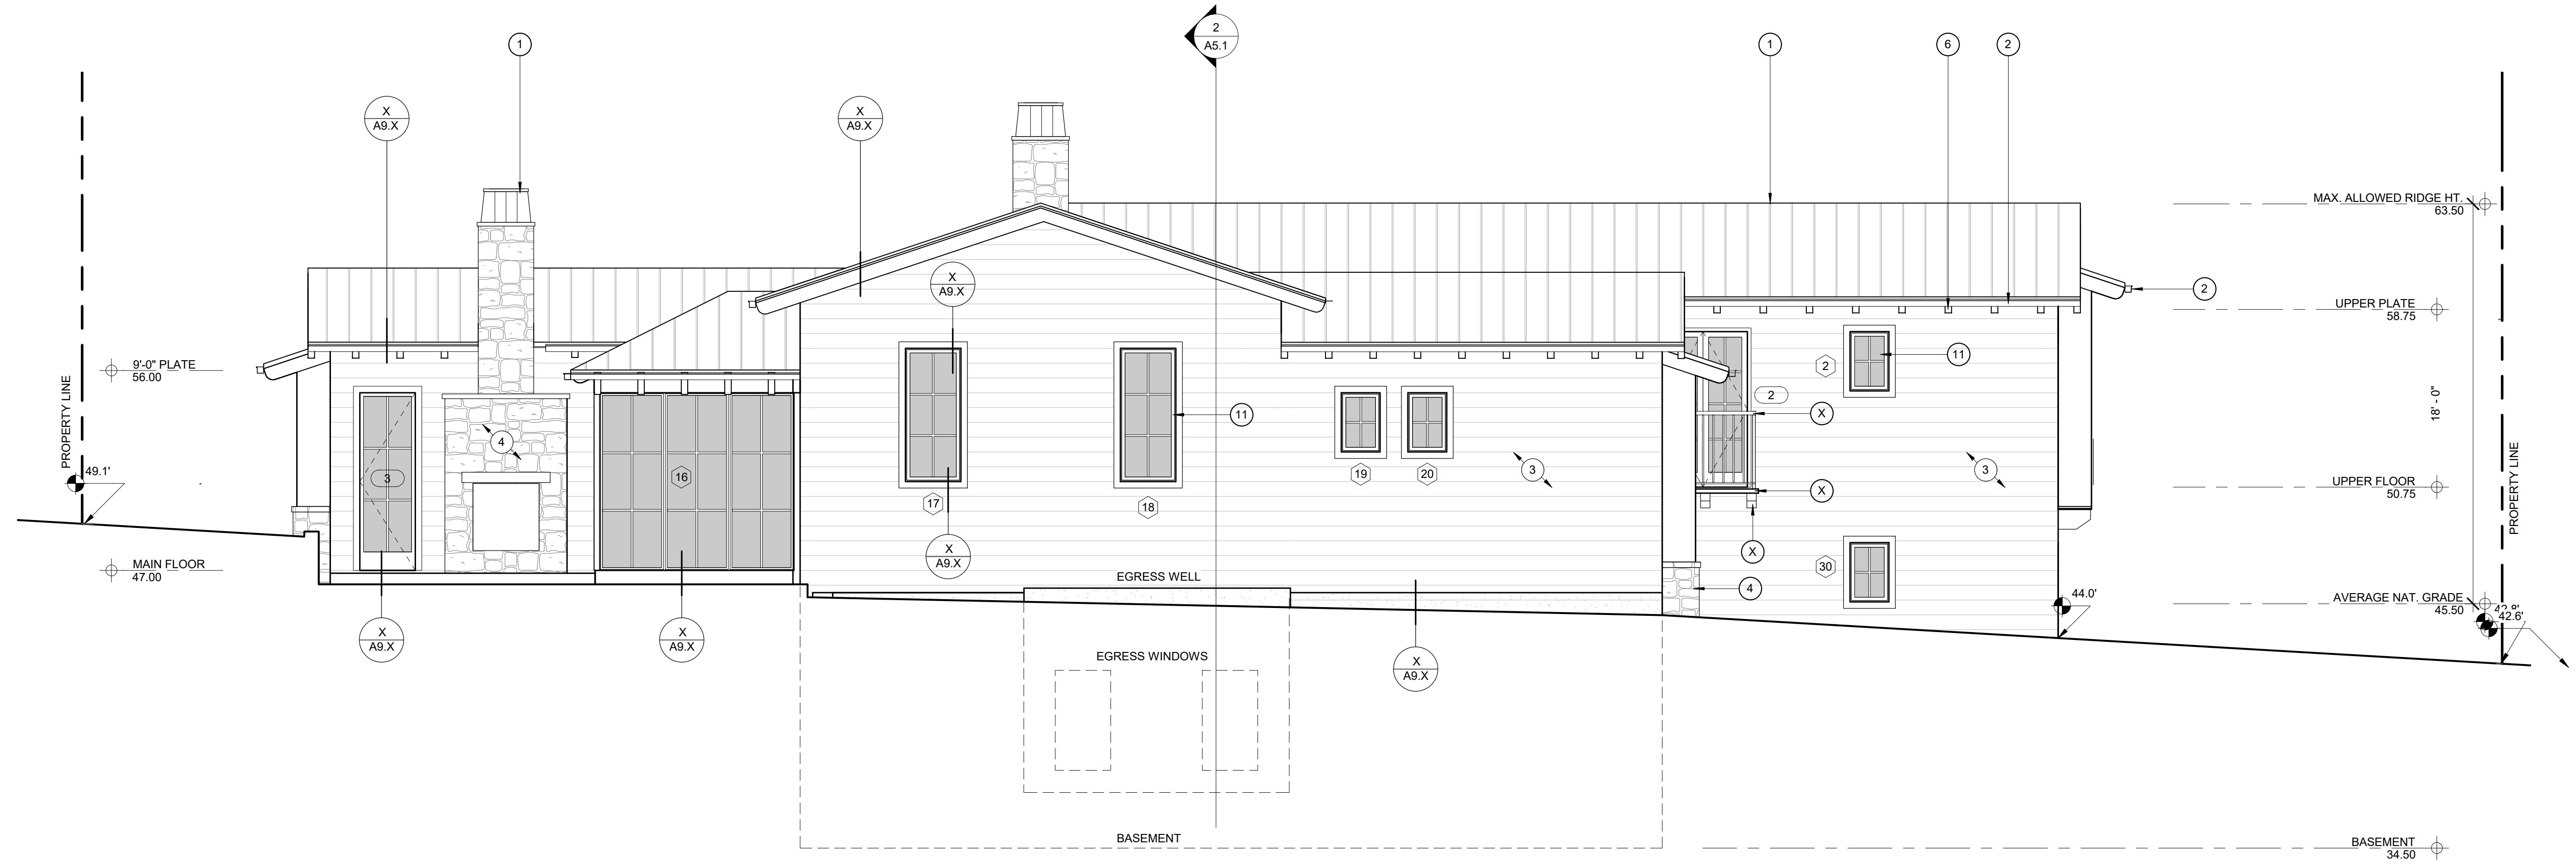 2
A5.1
1
1
6
2
X
A9.X
X
A9.X
MAX. ALLOWED RIDGE HT.
63.50
X
A9.X
2
UPPER PLATE
58.75
9'-0" PLATE
56.00
11
2
2
PROPERTY LINE
11
X
18' - 0"
4
3
16
19
20
3
3
49.1'
17
18
X
UPPER FLOOR
50.75
PROPERTY LINE
X
A9.X
X
MAIN FLOOR
47.00
30
EGRESS WELL
4
44.0'
AVERAGE NAT. GRADE
45.50
42.6'
X
A9.X
X
A9.X
EGRESS WINDOWS
X
A9.X
BASEMENT
BASEMENT
34.50